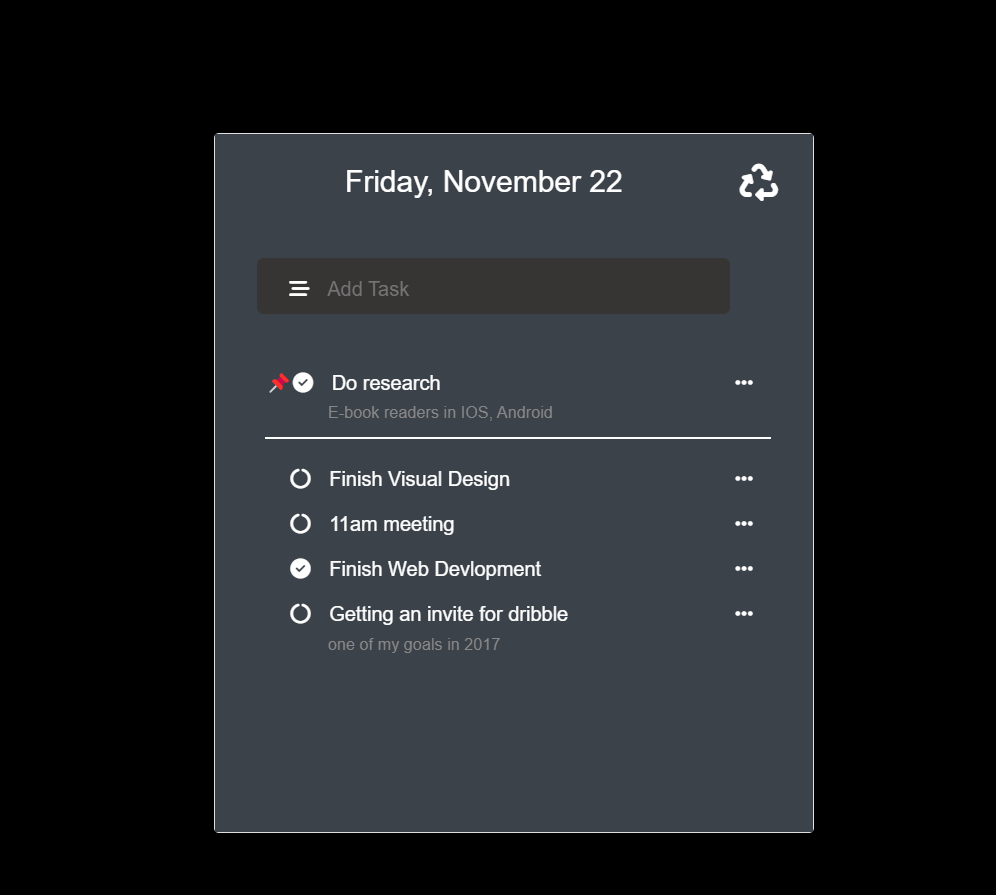 Friday, November 22
Add Task
Do research
E-book readers in IOS, Android
Finish Visual Design
11am meeting
Finish Web Devlopment
Getting an invite for dribble
one of my goals in 2017